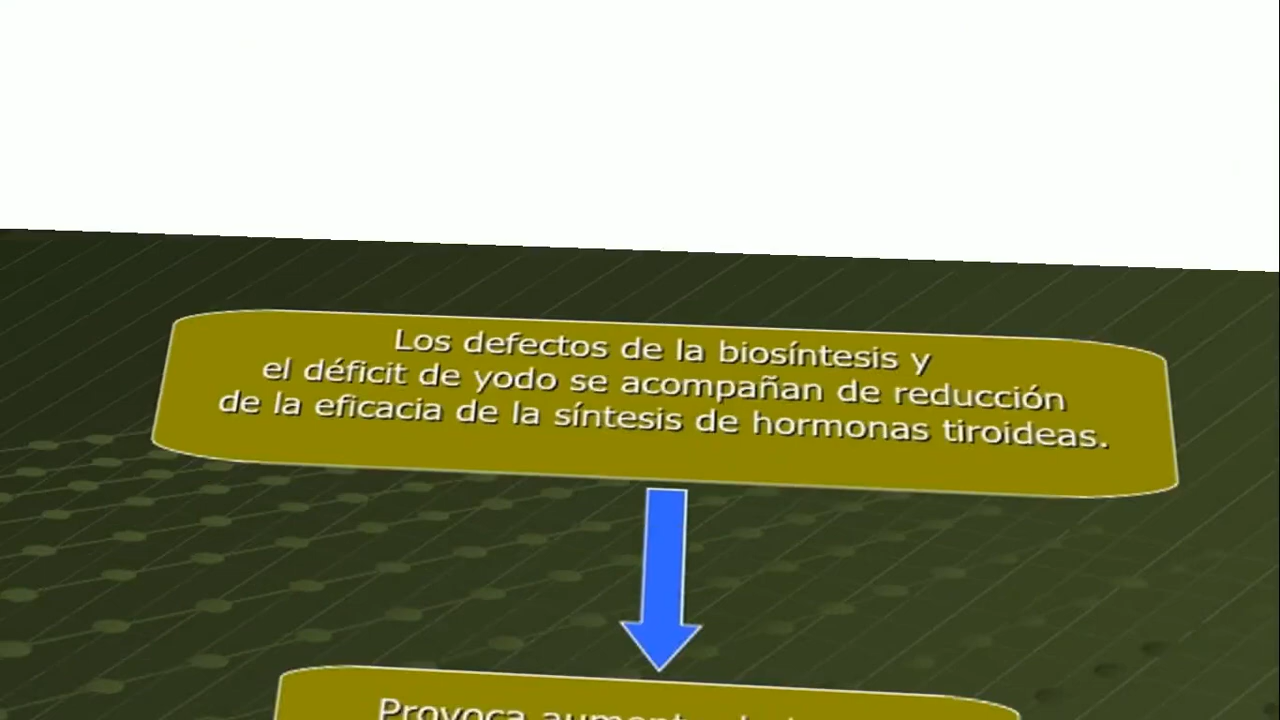 Los defectos de la biosíntesis y
el déficit de yodo se acompañan de reducción
de la eficacia de la síntesis de hormonas tiroideas.
Provoca